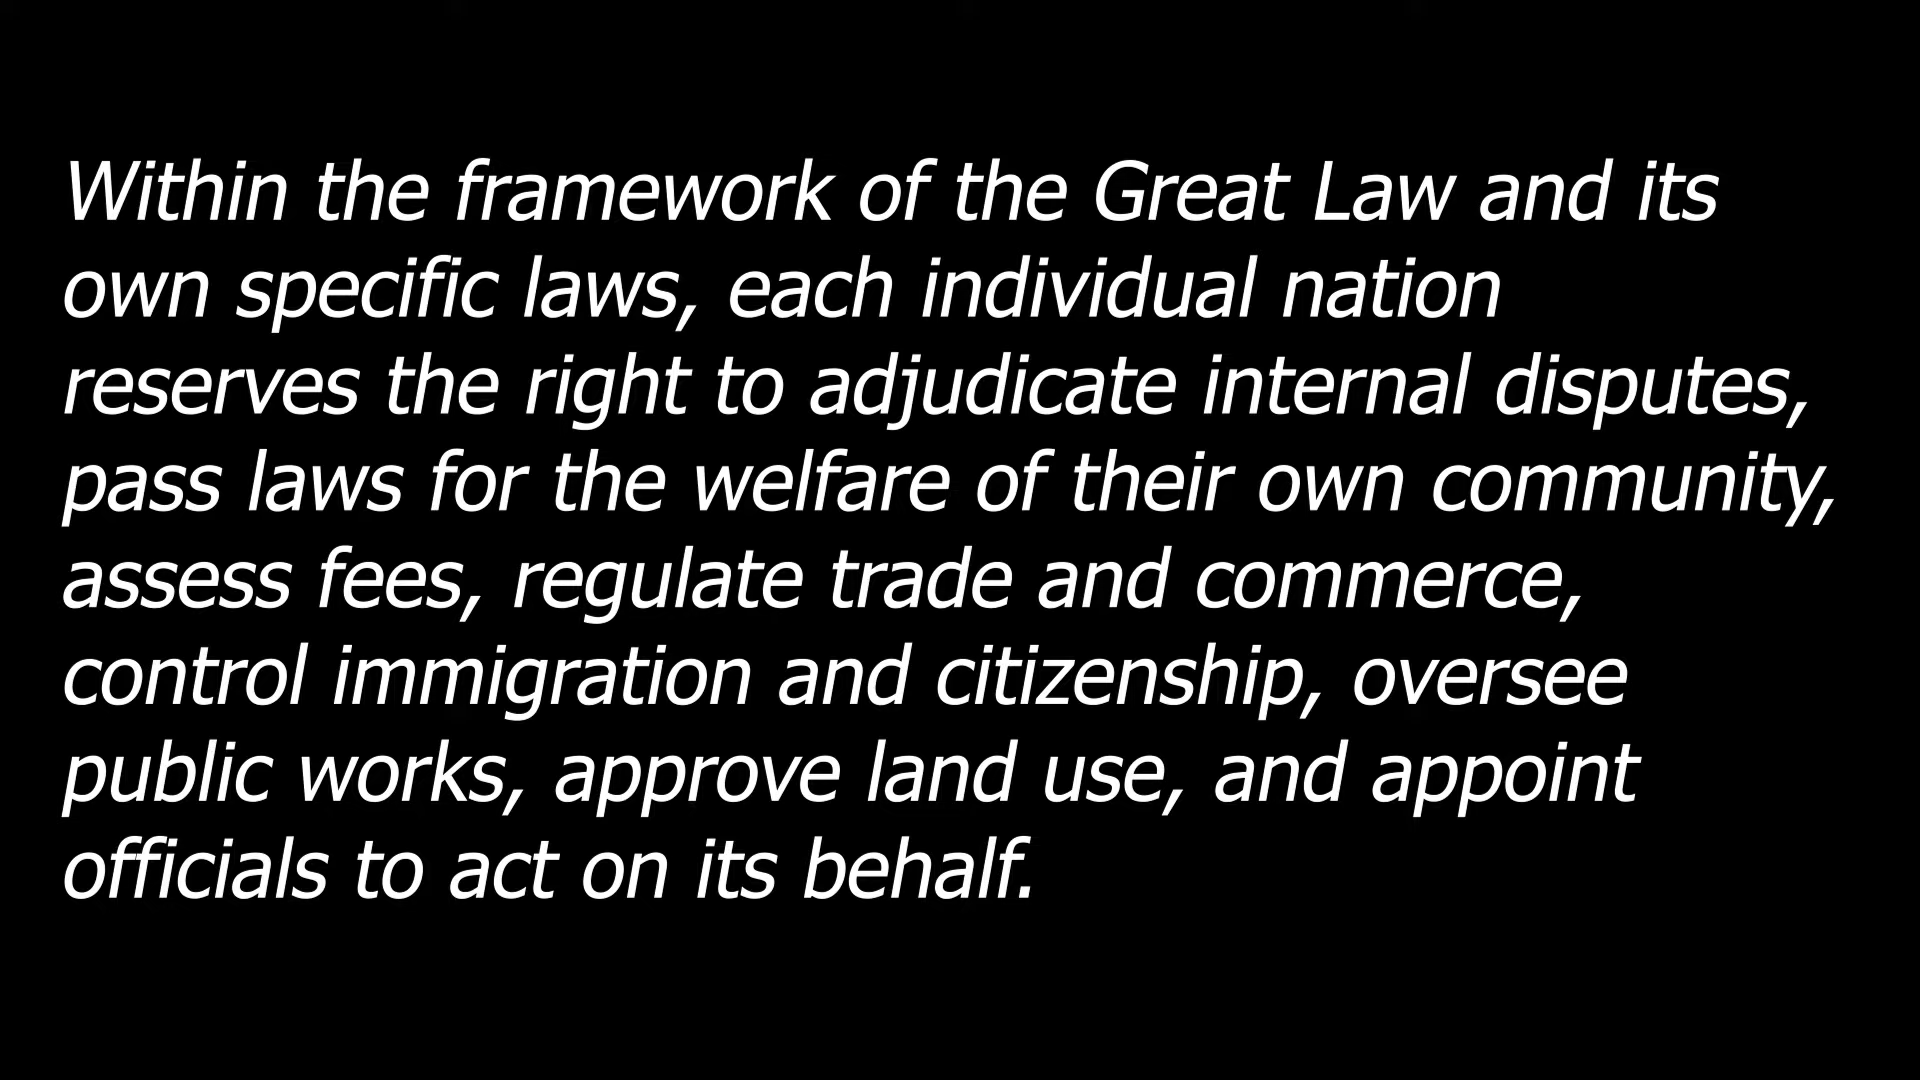 Within the framework of the Great Law and its
own specific laws, each individual nation
reserves the right to adjudicate internal disputes,
pass laws for the welfare of their own community,
assess fees, regulate trade and commerce,
control immigration and citizenship, oversee
public works, approve land use, and appoint
officials to act on its behalf.